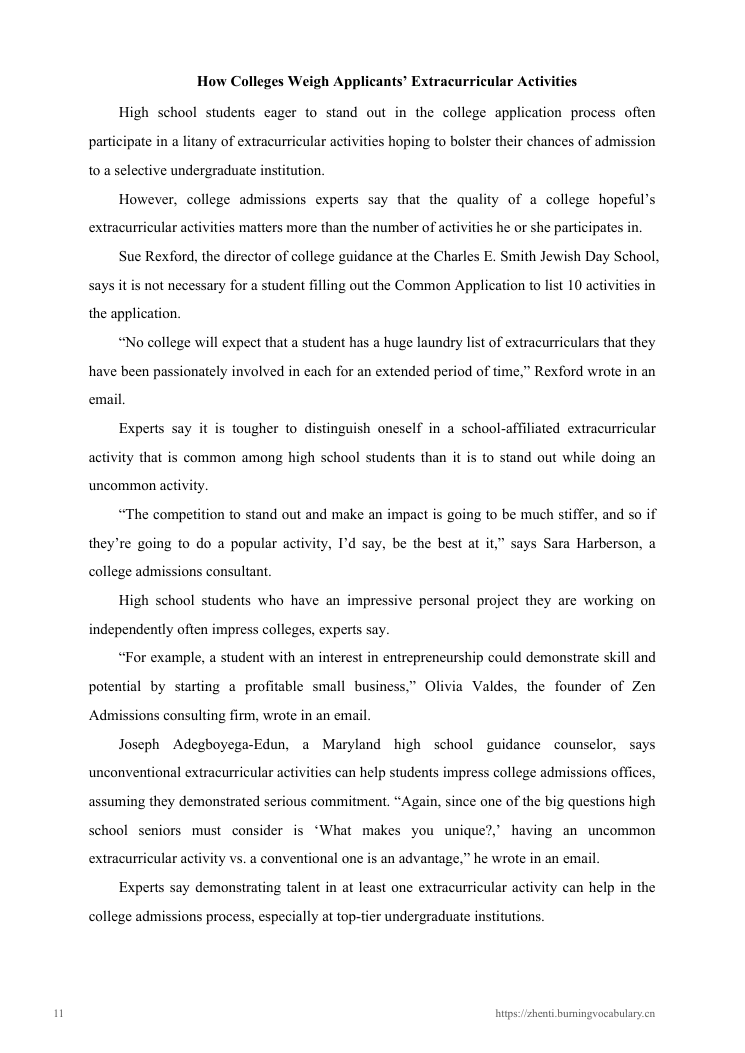 How Colleges Weigh Applicants’ Extracurricular Activities
High school students eager to stand out in the college application process often
participate in a litany of extracurricular activities hoping to bolster their chances of admission
to a selective undergraduate institution.
However, college admissions experts say that the quality of a college hopeful’s
extracurricular activities matters more than the number of activities he or she participates in.
Sue Rexford, the director of college guidance at the Charles E. Smith Jewish Day School,
says it is not necessary for a student filling out the Common Application to list 10 activities in
the application.
“No college will expect that a student has a huge laundry list of extracurriculars that they
have been passionately involved in each for an extended period of time,” Rexford wrote in an
email.
Experts say it is tougher to distinguish oneself in a school-affiliated extracurricular
activity that is common among high school students than it is to stand out while doing an
uncommon activity.
“The competition to stand out and make an impact is going to be much stiffer, and so if
they’re going to do a popular activity, I’d say, be the best at it,” says Sara Harberson, a
college admissions consultant.
High school students who have an impressive personal project they are working on
independently often impress colleges, experts say.
“For example, a student with an interest in entrepreneurship could demonstrate skill and
potential by starting a profitable small business,” Olivia Valdes, the founder of Zen
Admissions consulting firm, wrote in an email.
Joseph Adegboyega-Edun, a Maryland high school guidance counselor, says
unconventional extracurricular activities can help students impress college admissions offices,
assuming they demonstrated serious commitment. “Again, since one of the big questions high
school seniors must consider is ‘What makes you unique?,’ having an uncommon
extracurricular activity vs. a conventional one is an advantage,” he wrote in an email.
Experts say demonstrating talent in at least one extracurricular activity can help in the
college admissions process, especially at top-tier undergraduate institutions.
11
https://zhenti.burningvocabulary.cn